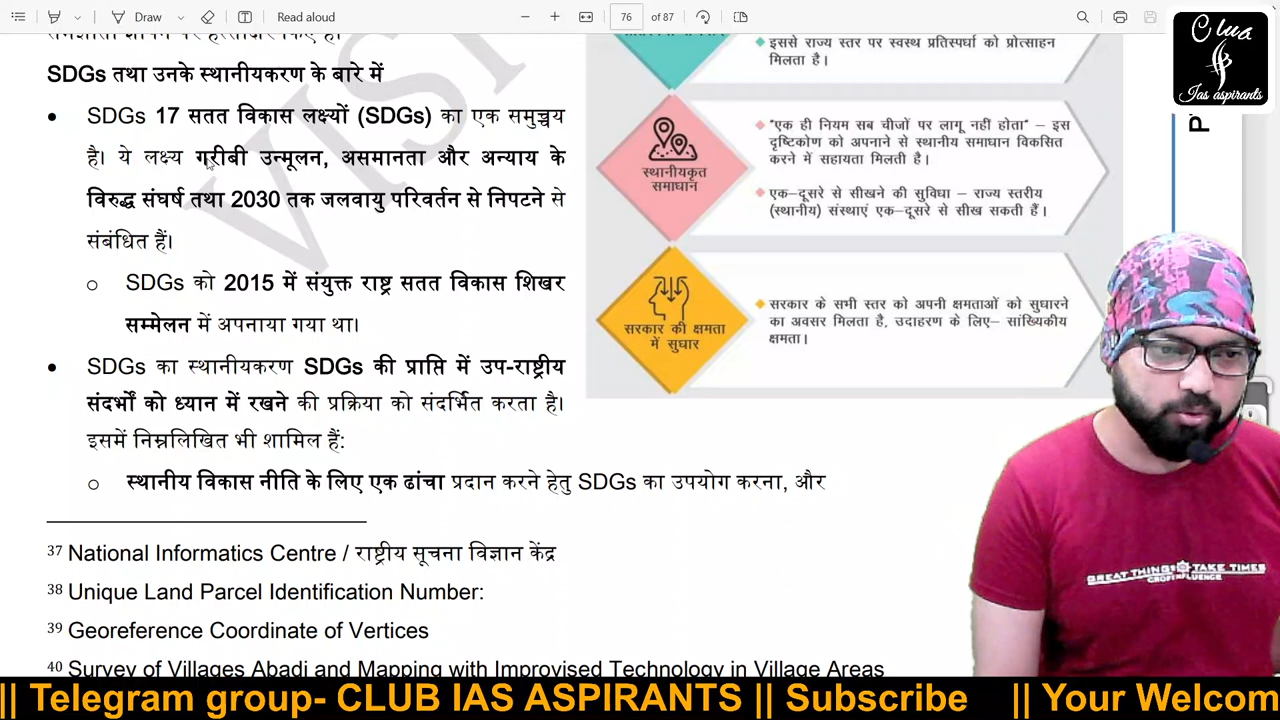 Draw
Read aloud
76 of 87
SDGs तथा उनके स्थानीयकरण के बारे में
• SDGs 17 सतत विकास लक्ष्यों (SDGs) का एक समुच्चय
है। ये लक्ष्य गरीबी उन्मूलन, असमानता और अन्याय के
विरुद्ध संघर्ष तथा 2030 तक जलवायु परिवर्तन से निपटने से
संबंधित हैं।
o SDGs को 2015 में संयुक्त राष्ट्र सतत विकास शिखर
सम्मेलन में अपनाया गया था।
• SDGs का स्थानीयकरण SDGs की प्राप्ति में उप-राष्ट्रीय
संदर्भों को ध्यान में रखने की प्रक्रिया को संदर्भित करता है।
इसमें निम्नलिखित भी शामिल हैं:
o स्थानीय विकास नीति के लिए एक ढांचा प्रदान करने हेतु SDGs का उपयोग करना, और
इससे राज्य स्तर पर स्वस्थ प्रतिस्पर्धा को प्रोत्साहन
मिलता है।
स्थानीयकृत
समाधान
"एक ही नियम सब चीजों पर लागू नहीं होता" – इस
दृष्टिकोण को अपनाने से स्थानीय समाधान विकसित
करने में सहायता मिलती है।
एक–दूसरे से सीखने की सुविधा – राज्य स्तरीय
(स्थानीय) संस्थाएं एक–दूसरे से सीख सकती हैं।
सरकार की क्षमता
में सुधार
सरकार के सभी स्तर को अपनी क्षमताओं को सुधारने
का अवसर मिलता है, उदाहरण के लिए– सांख्यिकीय
क्षमता।
37 National Informatics Centre / राष्ट्रीय सूचना विज्ञान केंद्र
38 Unique Land Parcel Identification Number:
39 Georeference Coordinate of Vertices
40 Survey of Villages Abadi and Mapping with Improvised Technology in Village Areas
VISI
P
Clua
Ias aspirants
GREAT THINGS TAKE TIMES
|| Telegram group- CLUB IAS ASPIRANTS || Subscribe || Your Welcom